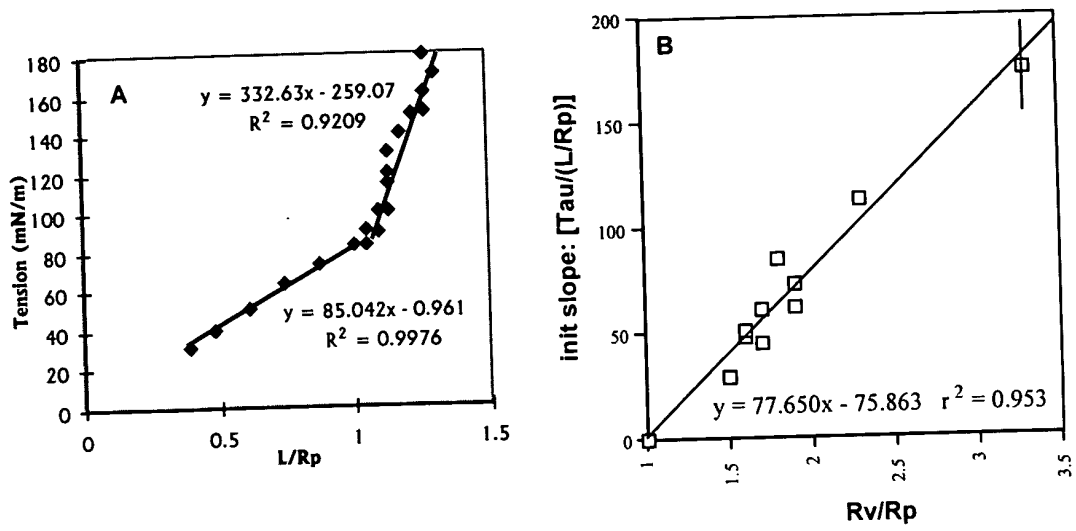 A
y = 332.63x - 259.07
R² = 0.9209
y = 85.042x - 0.961
R² = 0.9976
Tension (mN/m)
180
160
140
120
100
80
60
40
20
0
0
0.5
1
1.5
L/Rp
B
init slope: [Tau/(L/Rp)]
200
150
100
50
0
y = 77.650x - 75.863 r² = 0.953
1
1.5
2
2.5
3
3.5
Rv/Rp